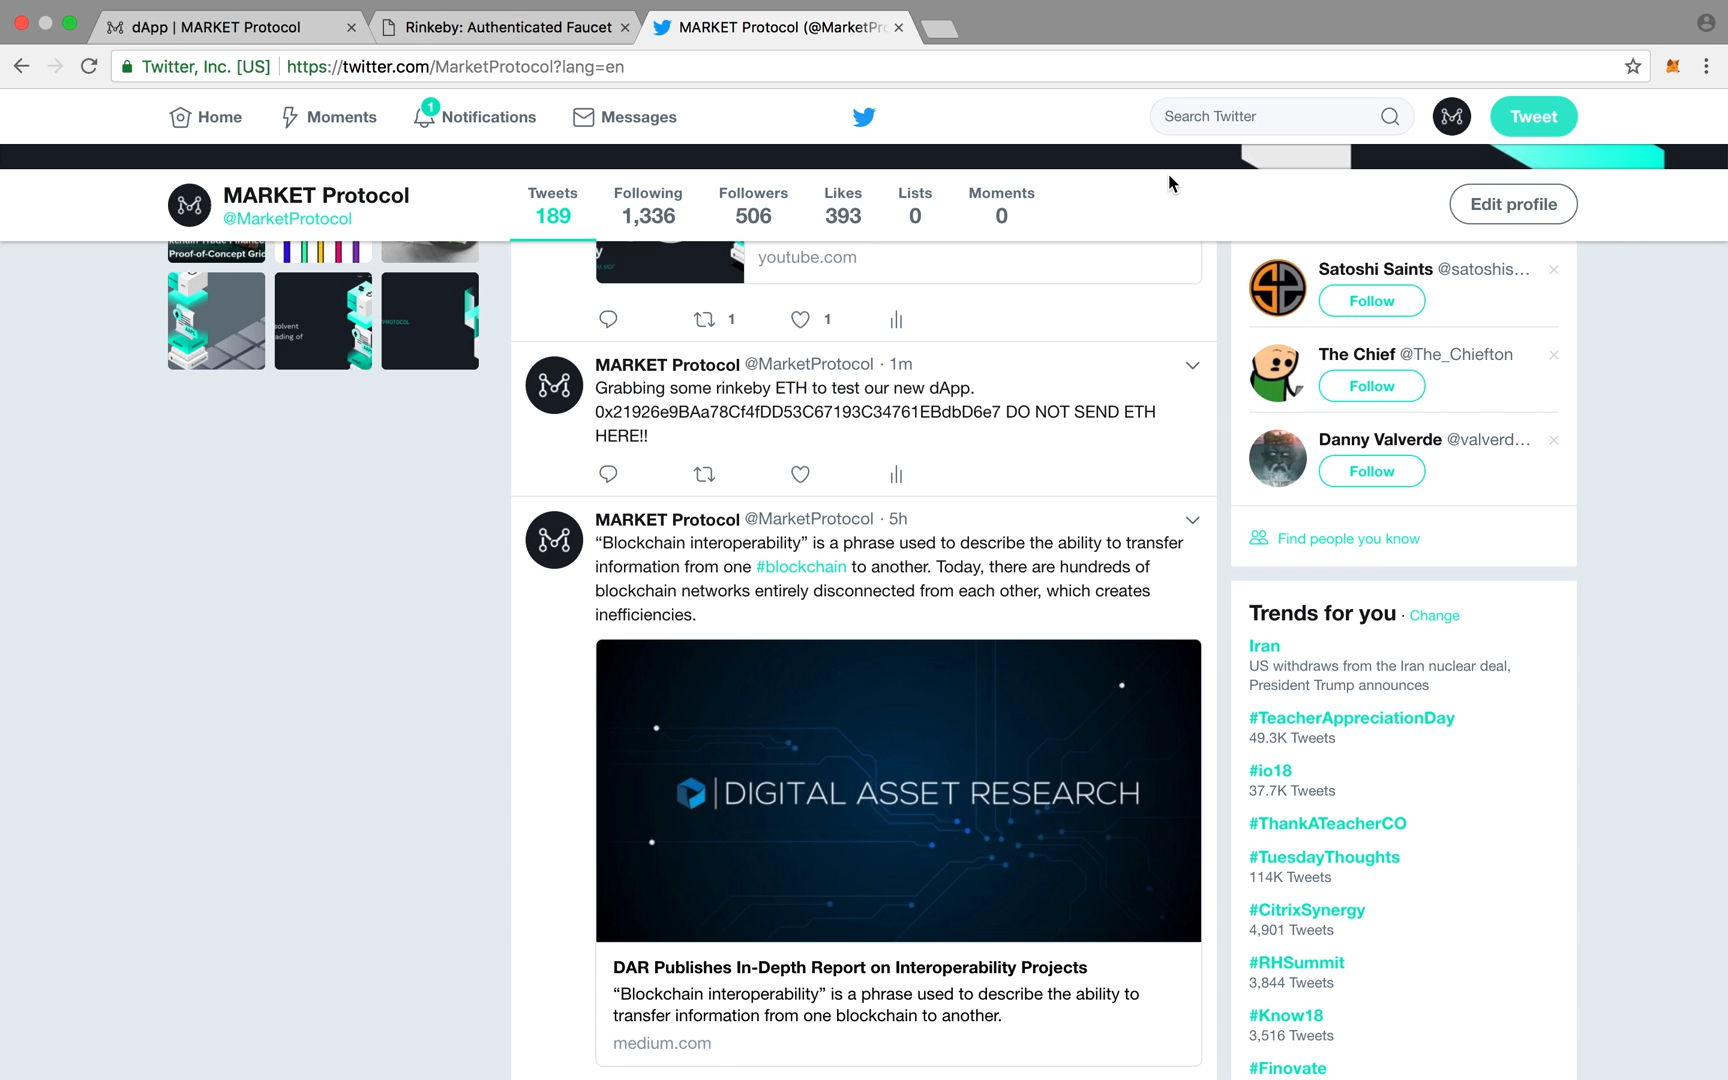 dApp | MARKET Protocol
Rinkeby: Authenticated Faucet
MARKET Protocol (@MarketPr
Twitter, Inc. [US]
https://twitter.com/MarketProtocol?lang=en
Home
Moments
1
Notifications
Messages
Search Twitter
Tweet
MARKET Protocol
@MarketProtocol
Tweets
189
Following
1,336
Followers
506
Likes
393
Lists
0
Moments
0
Edit profile
Proof-of-Concept Grid
solvent
ading of
PROTOCOL
youtube.com
1
1
MARKET Protocol @MarketProtocol · 1m
Grabbing some rinkeby ETH to test our new dApp.
0x21926e9BAa78Cf4fDD53C67193C34761EBdbD6e7 DO NOT SEND ETH
HERE!!
MARKET Protocol @MarketProtocol · 5h
“Blockchain interoperability” is a phrase used to describe the ability to transfer
information from one #blockchain to another. Today, there are hundreds of
blockchain networks entirely disconnected from each other, which creates
inefficiencies.
DIGITAL ASSET RESEARCH
DAR Publishes In-Depth Report on Interoperability Projects
“Blockchain interoperability” is a phrase used to describe the ability to
transfer information from one blockchain to another.
medium.com
Satoshi Saints @satoshis...
Follow
The Chief @The_Chiefton
Follow
Danny Valverde @valverd...
Follow
Find people you know
Trends for you · Change
Iran
US withdraws from the Iran nuclear deal,
President Trump announces
#TeacherAppreciationDay
49.3K Tweets
#io18
37.7K Tweets
#ThankATeacherCO
#TuesdayThoughts
114K Tweets
#CitrixSynergy
4,901 Tweets
#RHSummit
3,844 Tweets
#Know18
3,516 Tweets
#Finovate